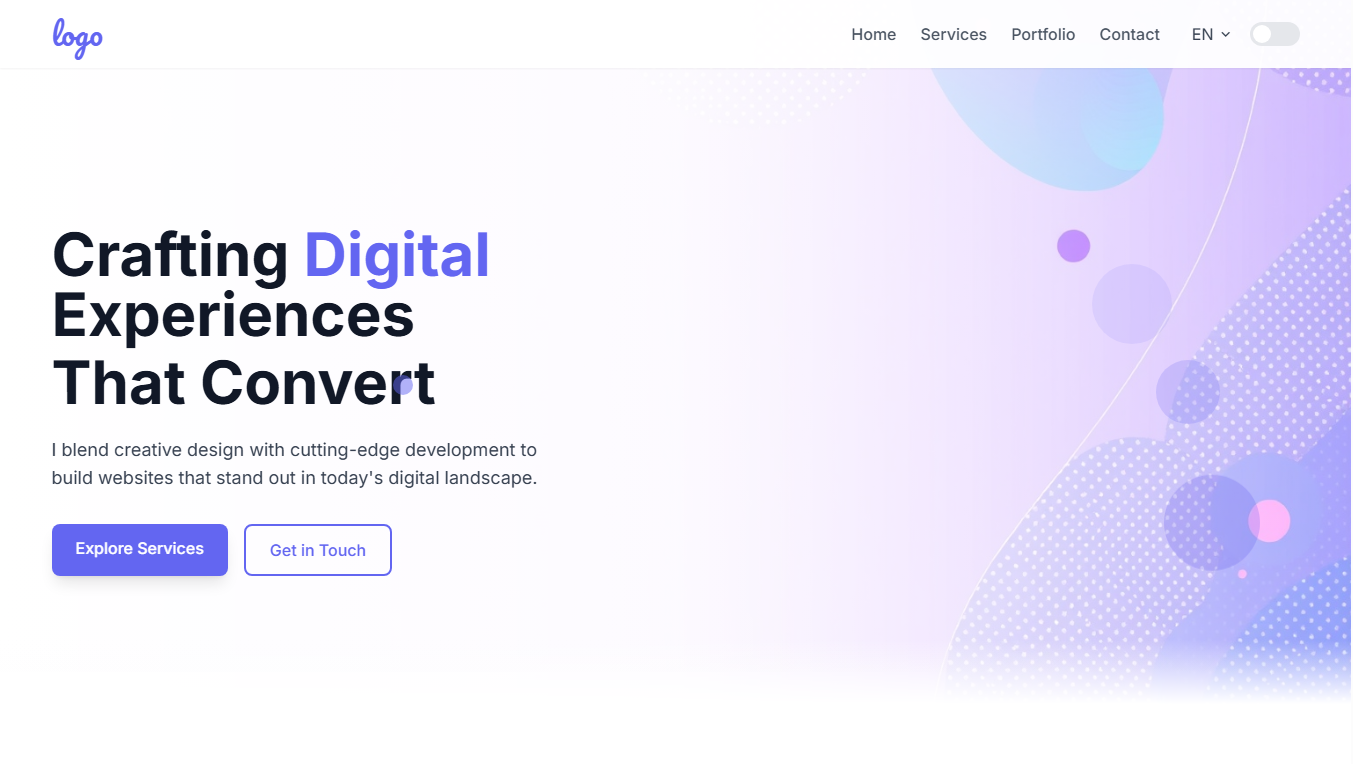 logo
Home Services Portfolio Contact EN
Crafting Digital
Experiences
That Convert
I blend creative design with cutting-edge development to
build websites that stand out in today's digital landscape.
Explore Services Get in Touch